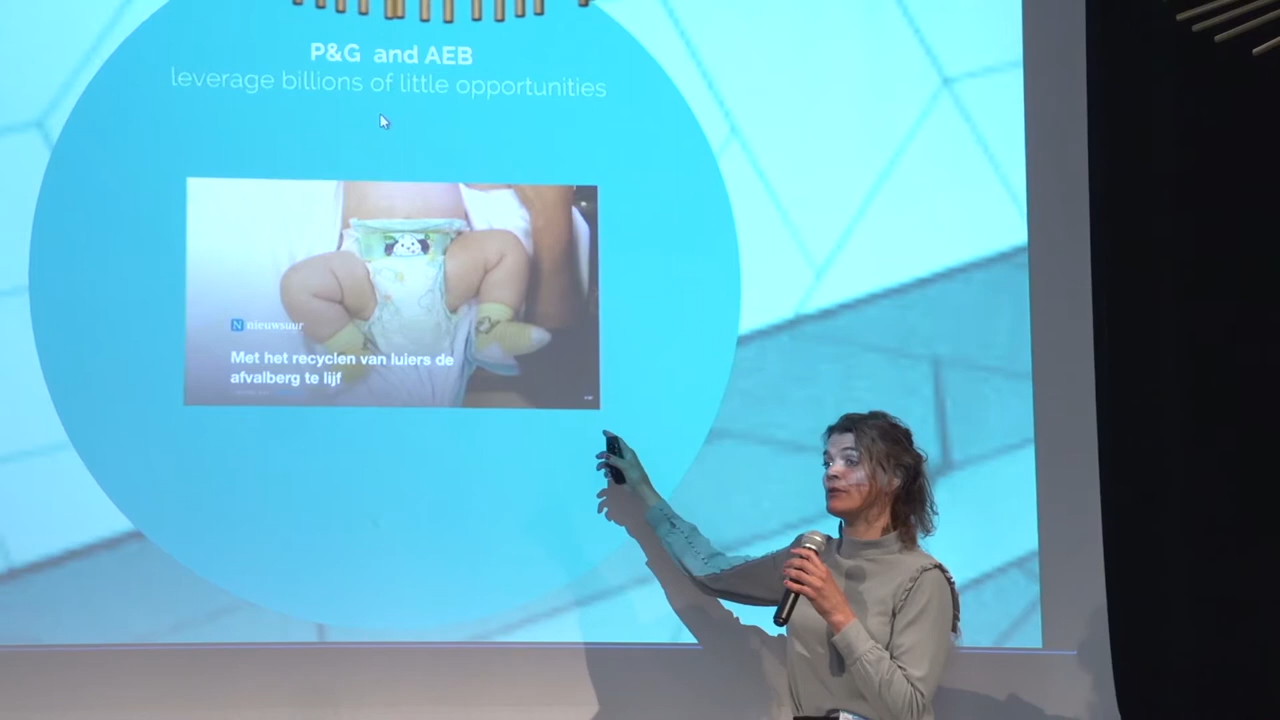 P&G and AEB
leverage billions of little opportunities
N nieuwsuur
Met het recyclen van luiers de
afvalberg te lijf